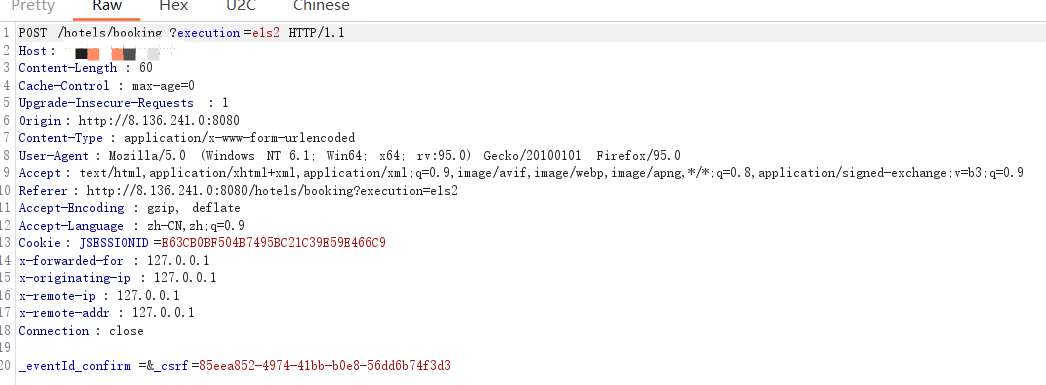 Pretty Raw Hex U2C Chinese
1 POST /hotels/booking ?execution =e1s2 HTTP/1.1
2 Host :
3 Content-Length : 60
4 Cache-Control : max-age=0
5 Upgrade-Insecure-Requests : 1
6 Origin : http://8.136.241.0:8080
7 Content-Type : application/x-www-form-urlencoded
8 User-Agent : Mozilla/5.0 (Windows NT 6.1; Win64; x64; rv:95.0) Gecko/20100101 Firefox/95.0
9 Accept : text/html,application/xhtml+xml,application/xml;q=0.9,image/avif,image/webp,image/apng,*/*;q=0.8,application/signed-exchange;v=b3;q=0.9
10 Referer : http://8.136.241.0:8080/hotels/booking?execution=e1s2
11 Accept-Encoding : gzip, deflate
12 Accept-Language : zh-CN,zh;q=0.9
13 Cookie : JSESSIONID =E63CB0BF504B7495BC21C39E59E466C9
14 x-forwarded-for : 127.0.0.1
15 x-originating-ip : 127.0.0.1
16 x-remote-ip : 127.0.0.1
17 x-remote-addr : 127.0.0.1
18 Connection : close
19
20 _eventId_confirm =&_csrf =85eea852-4974-41bb-b0e8-56dd6b74f3d3